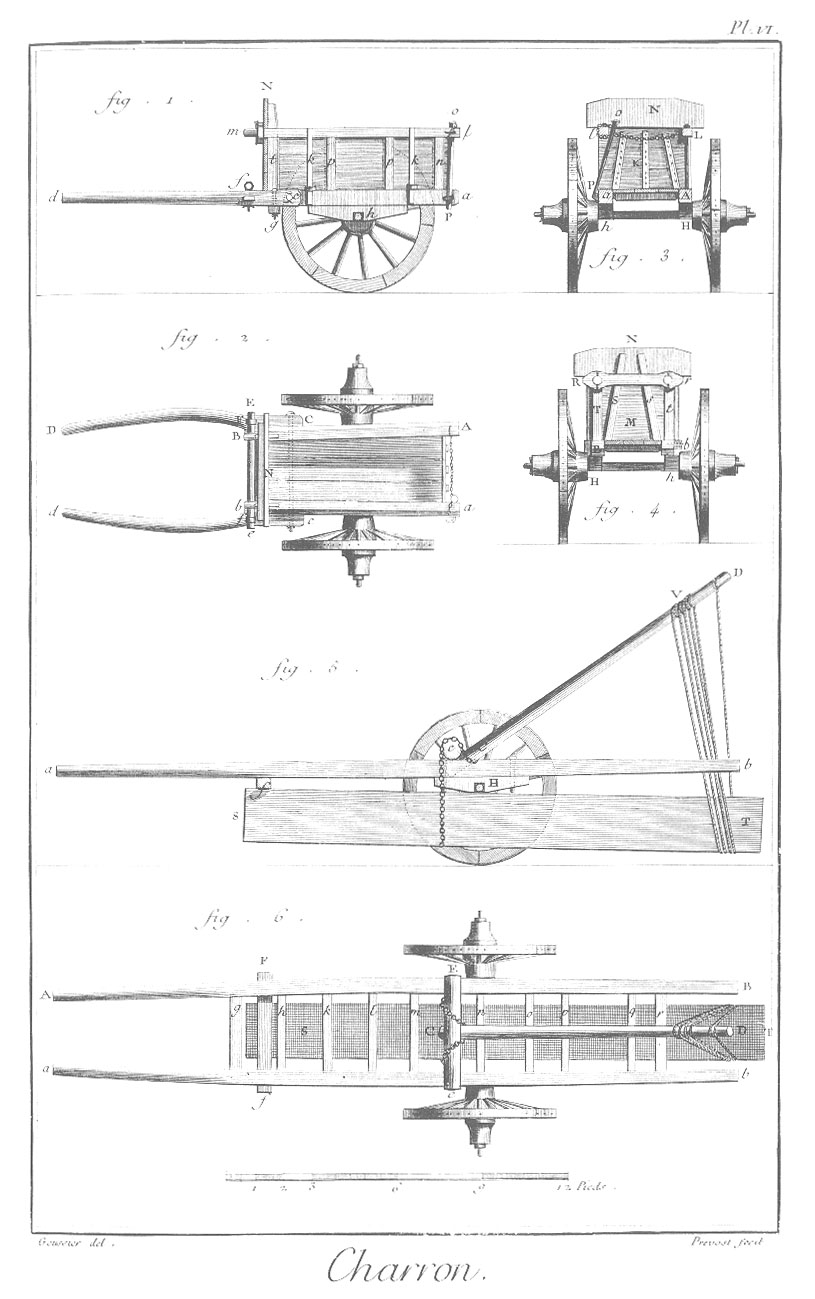 Pl. VI.
fig. 1.
N
o
m
l
t
k
p
p
k
n
f
d
a
g
h
P
o
N
l
L
K
P
a
A
h
H
fig. 3.
fig. 2.
E
C
D
B
A
N
d
b
f
c
a
e
N
R
r
S
s
T
t
M
B
b
H
h
fig. 4.
D
V
fig. 5.
e
a
b
f
H
S
T
fig. 6.
F
E
A
B
g
h
k
l
m
n
o
p
q
r
S
C
D
T
a
b
f
e
1 2 3 6 9 12 Pieds.
Goussier del.
Prevost fecit
Charron.